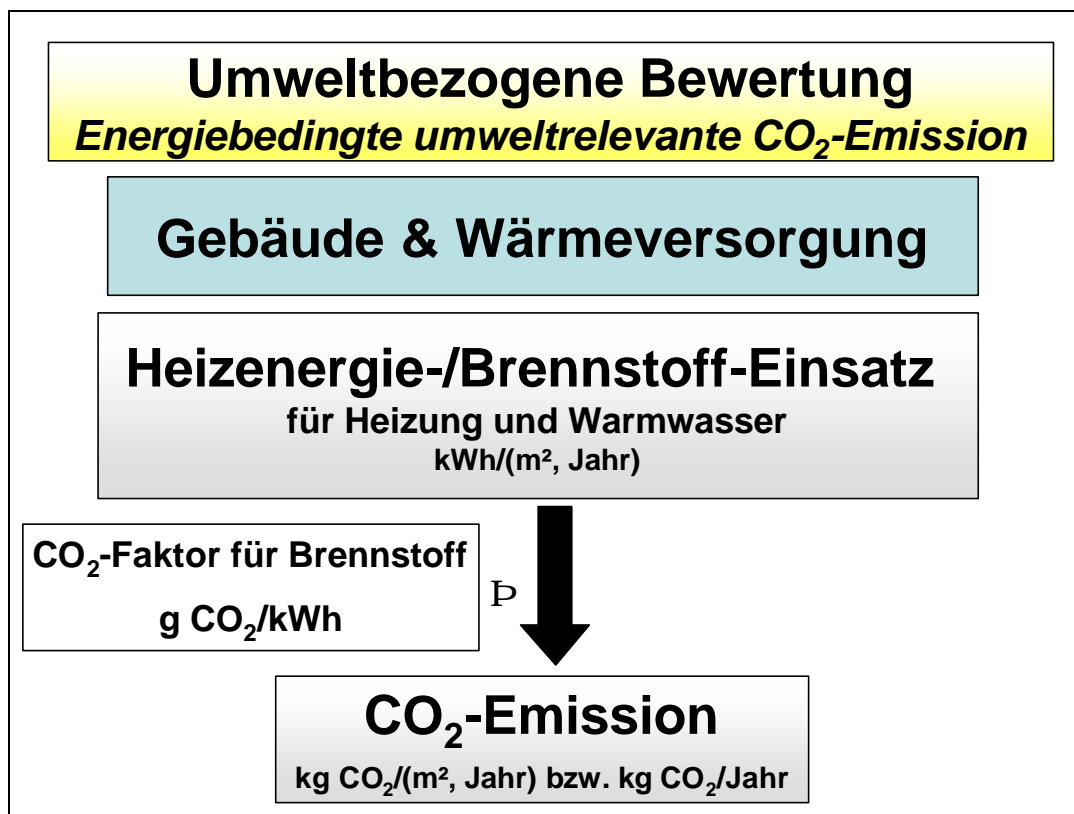 Umweltbezogene Bewertung
Energiebedingte umweltrelevante CO₂-Emission
Gebäude & Wärmeversorgung
Heizenergie-/Brennstoff-Einsatz
für Heizung und Warmwasser
kWh/(m², Jahr)
CO₂-Faktor für Brennstoff
g CO₂/kWh
Þ
CO₂-Emission
kg CO₂/(m², Jahr) bzw. kg CO₂/Jahr